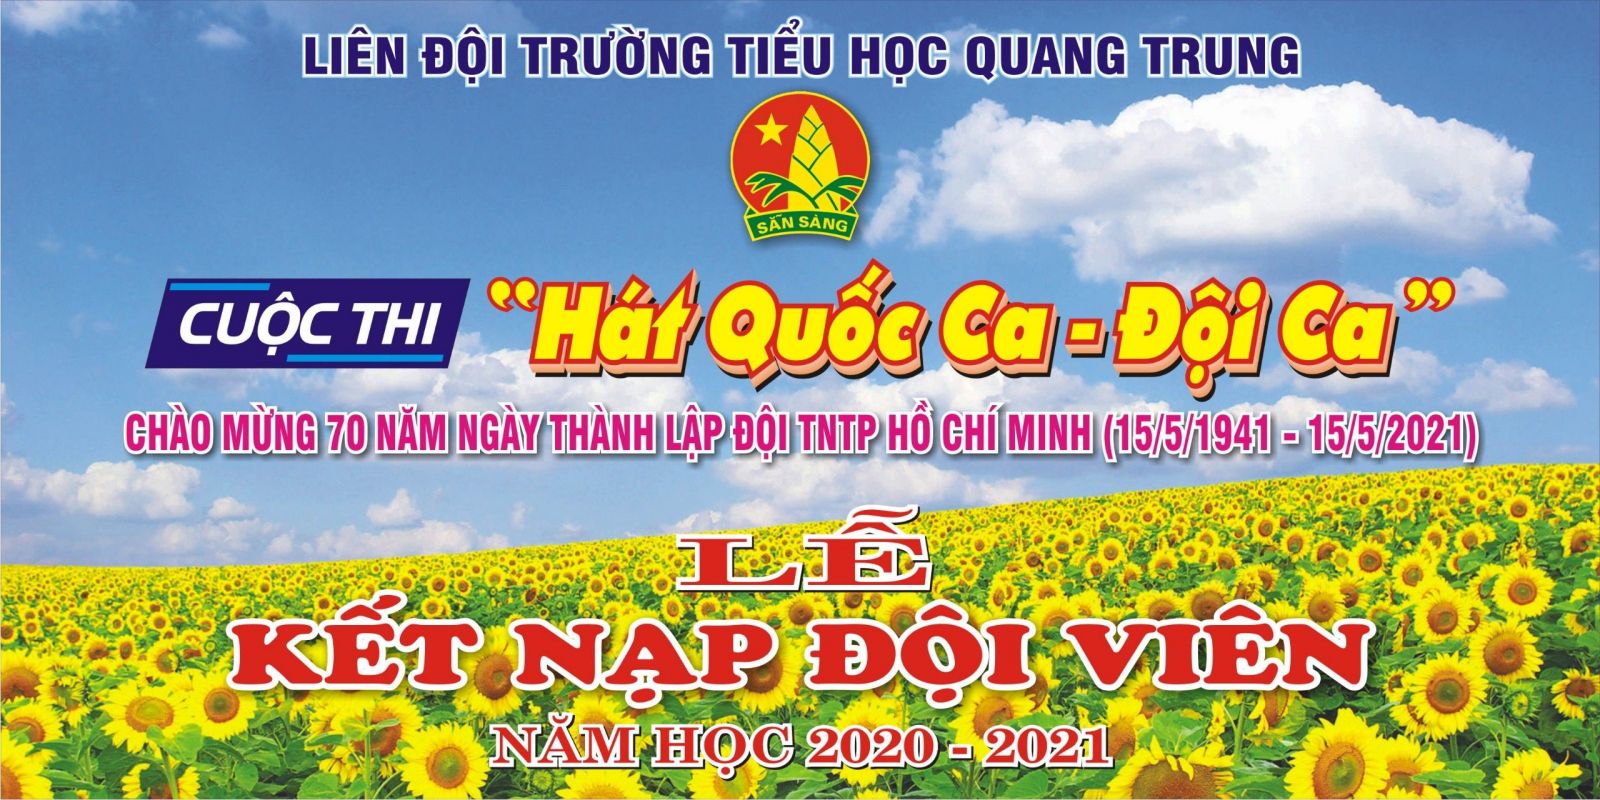 LIÊN ĐỘI TRƯỜNG TIỂU HỌC QUANG TRUNG
SẴN SÀNG
CUỘC THI "Hát Quốc Ca - Đội Ca"
CHÀO MỪNG 70 NĂM NGÀY THÀNH LẬP ĐỘI TNTP HỒ CHÍ MINH (15/5/1941 - 15/5/2021)
LỄ
KẾT NẠP ĐỘI VIÊN
NĂM HỌC 2020 - 2021